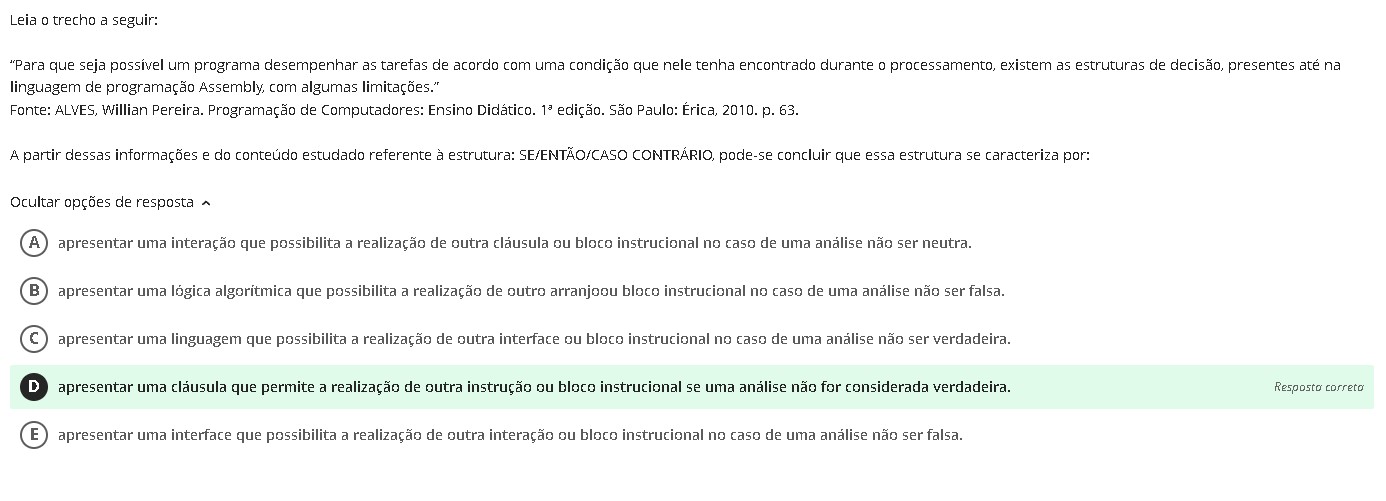 Leia o trecho a seguir:
“Para que seja possível um programa desempenhar as tarefas de acordo com uma condição que nele tenha encontrado durante o processamento, existem as estruturas de decisão, presentes até na
linguagem de programação Assembly, com algumas limitações.”
Fonte: ALVES, Willian Pereira. Programação de Computadores: Ensino Didático. 1ª edição. São Paulo: Érica, 2010. p. 63.
A partir dessas informações e do conteúdo estudado referente à estrutura: SE/ENTÃO/CASO CONTRÁRIO, pode-se concluir que essa estrutura se caracteriza por:
Ocultar opções de resposta
A apresentar uma interação que possibilita a realização de outra cláusula ou bloco instrucional no caso de uma análise não ser neutra.
B apresentar uma lógica algorítmica que possibilita a realização de outro arranjoou bloco instrucional no caso de uma análise não ser falsa.
C apresentar uma linguagem que possibilita a realização de outra interface ou bloco instrucional no caso de uma análise não ser verdadeira.
D apresentar uma cláusula que permite a realização de outra instrução ou bloco instrucional se uma análise não for considerada verdadeira. Resposta correta
E apresentar uma interface que possibilita a realização de outra interação ou bloco instrucional no caso de uma análise não ser falsa.